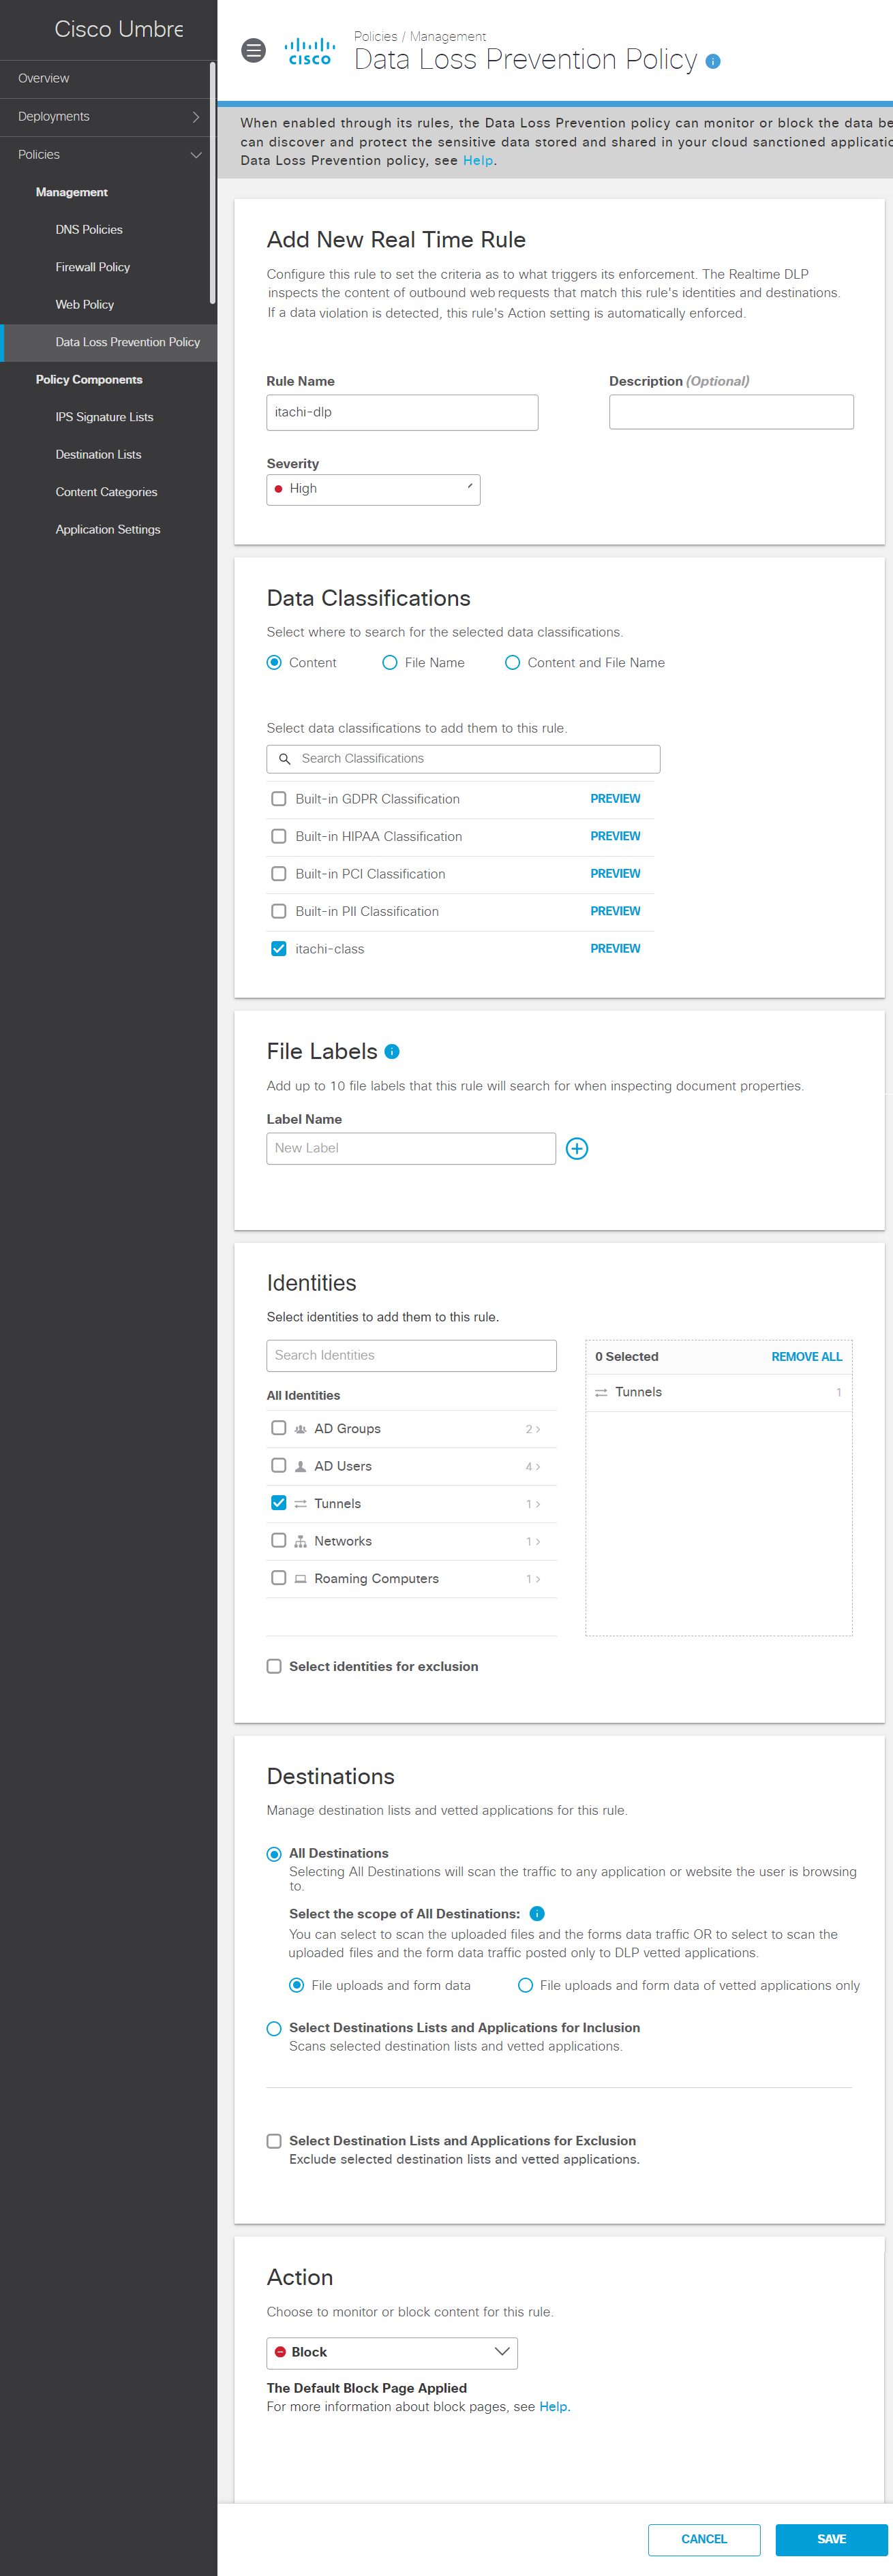 Cisco Umbre
Overview
Deployments
Policies
Management
DNS Policies
Firewall Policy
Web Policy
Data Loss Prevention Policy
Policy Components
IPS Signature Lists
Destination Lists
Content Categories
Application Settings
CISCO
Policies / Management
Data Loss Prevention Policy
When enabled through its rules, the Data Loss Prevention policy can monitor or block the data be
can discover and protect the sensitive data stored and shared in your cloud sanctioned applicatio
Data Loss Prevention policy, see Help.
Add New Real Time Rule
Configure this rule to set the criteria as to what triggers its enforcement. The Realtime DLP
inspects the content of outbound web requests that match this rule's identities and destinations.
If a data violation is detected, this rule's Action setting is automatically enforced.
Rule Name
Description (Optional)
itachi-dlp
Severity
High
Data Classifications
Select where to search for the selected data classifications.
Content File Name Content and File Name
Select data classifications to add them to this rule.
Search Classifications
Built-in GDPR Classification PREVIEW
Built-in HIPAA Classification PREVIEW
Built-in PCI Classification PREVIEW
Built-in PII Classification PREVIEW
itachi-class PREVIEW
File Labels
Add up to 10 file labels that this rule will search for when inspecting document properties.
Label Name
New Label
Identities
Select identities to add them to this rule.
Search Identities
All Identities
AD Groups 2
AD Users 4
Tunnels 1
Networks 1
Roaming Computers 1
0 Selected REMOVE ALL
Tunnels 1
Select identities for exclusion
Destinations
Manage destination lists and vetted applications for this rule.
All Destinations
Selecting All Destinations will scan the traffic to any application or website the user is browsing
to.
Select the scope of All Destinations:
You can select to scan the uploaded files and the forms data traffic OR to select to scan the
uploaded files and the form data traffic posted only to DLP vetted applications.
File uploads and form data File uploads and form data of vetted applications only
Select Destinations Lists and Applications for Inclusion
Scans selected destination lists and vetted applications.
Select Destination Lists and Applications for Exclusion
Exclude selected destination lists and vetted applications.
Action
Choose to monitor or block content for this rule.
Block
The Default Block Page Applied
For more information about block pages, see Help.
CANCEL SAVE